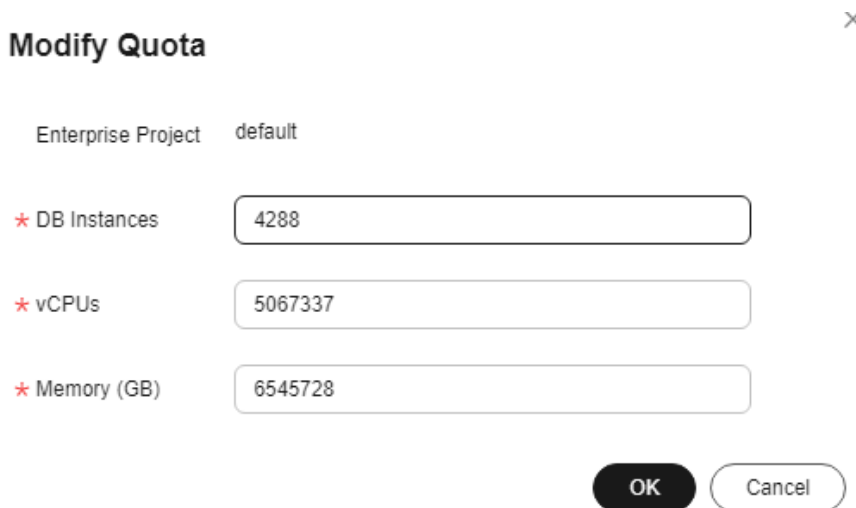 Modify Quota
Enterprise Project default
* DB Instances 4288
* vCPUs 5067337
* Memory (GB) 6545728
OK Cancel